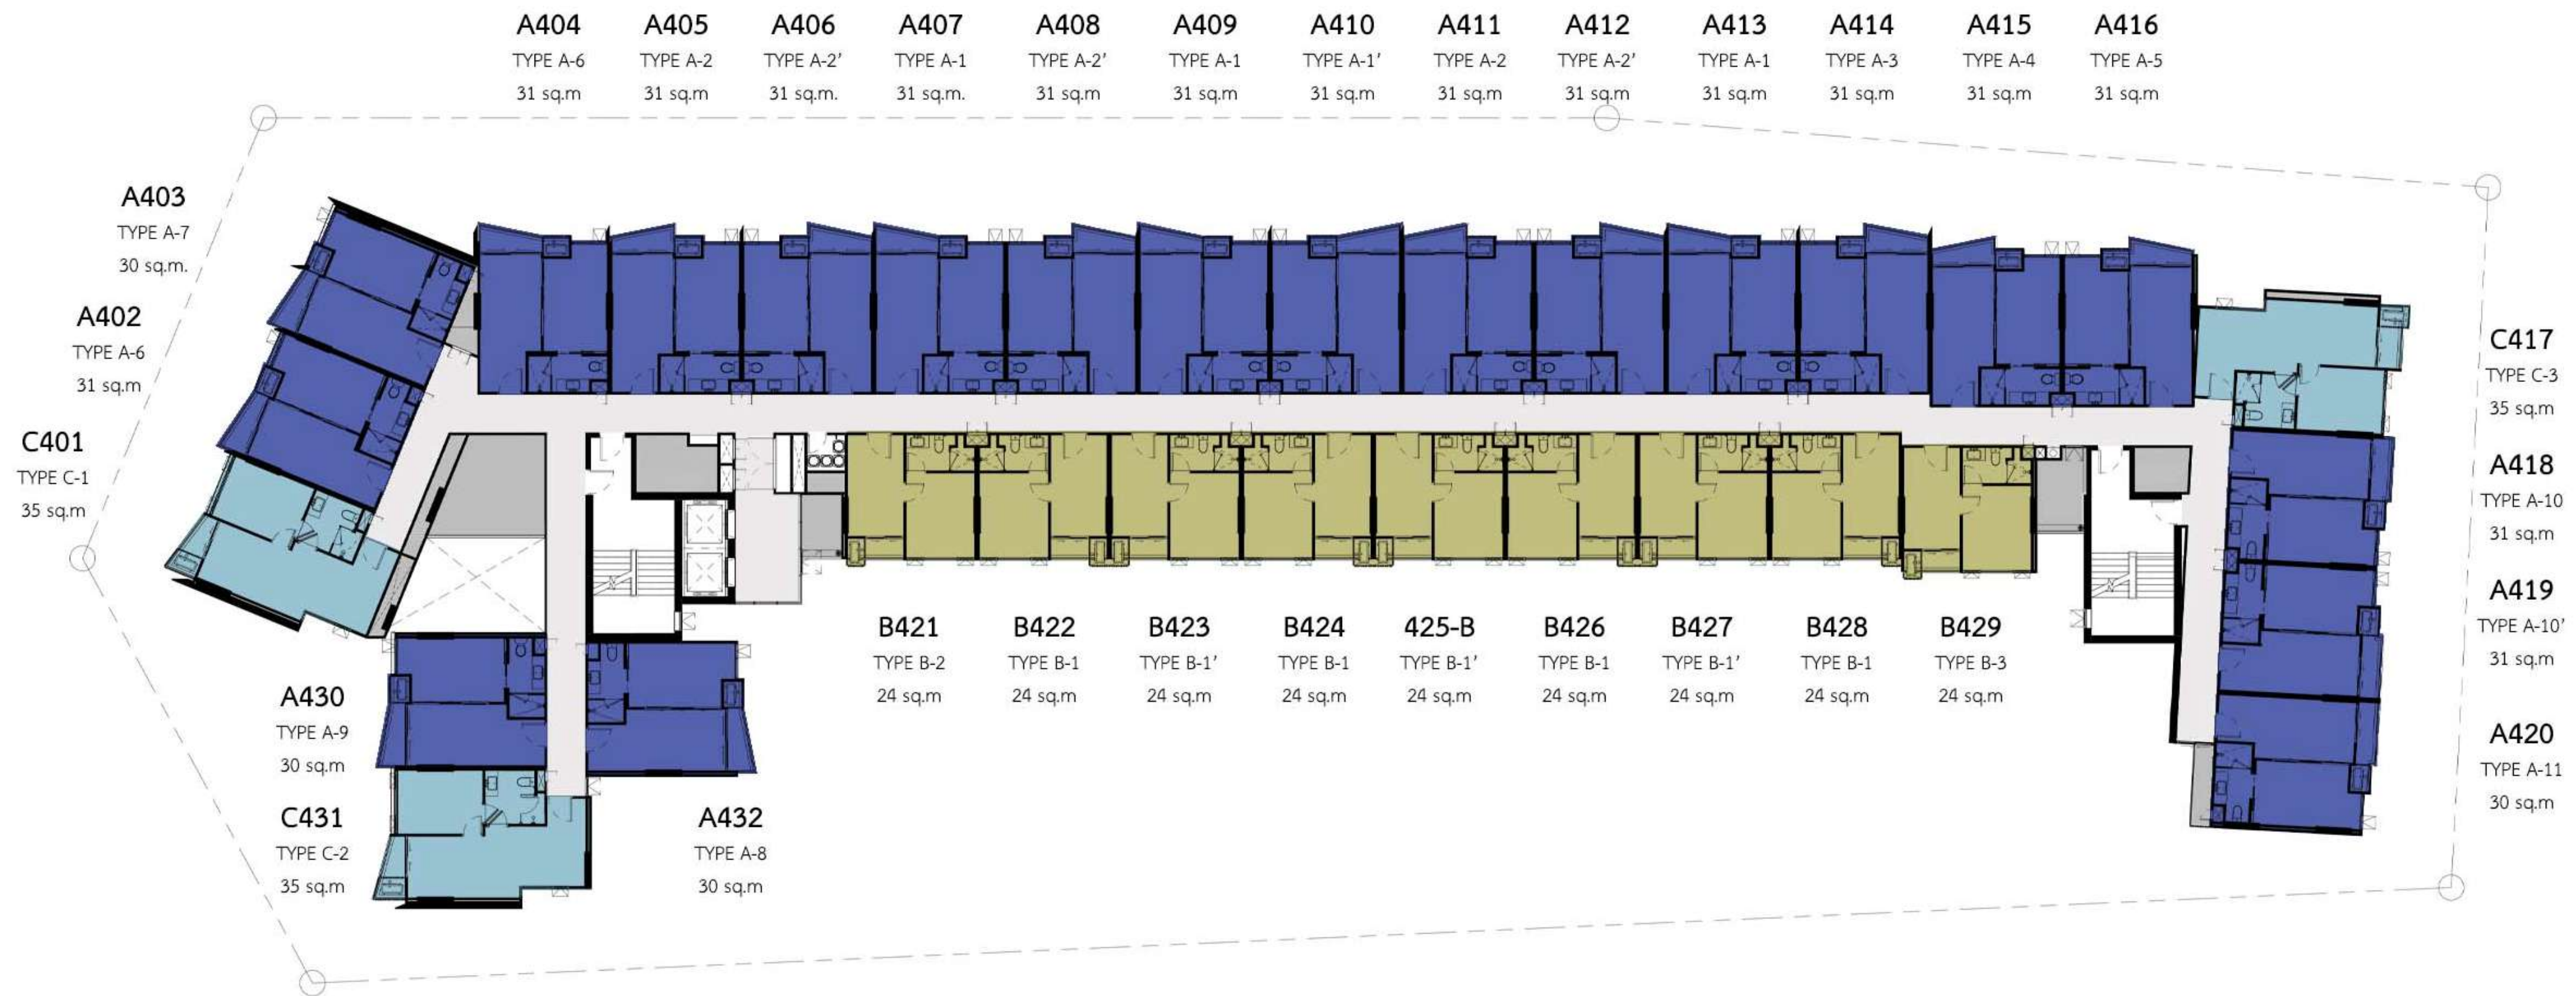 A404
TYPE A-6
31 sq.m
A405
TYPE A-2
31 sq.m
A406
TYPE A-2'
31 sq.m.
A407
TYPE A-1
31 sq.m.
A408
TYPE A-2'
31 sq.m
A409
TYPE A-1
31 sq.m
A410
TYPE A-1'
31 sq.m
A411
TYPE A-2
31 sq.m
A412
TYPE A-2'
31 sq.m
A413
TYPE A-1
31 sq.m
A414
TYPE A-3
31 sq.m
A415
TYPE A-4
31 sq.m
A416
TYPE A-5
31 sq.m
A403
TYPE A-7
30 sq.m.
A402
TYPE A-6
31 sq.m
C401
TYPE C-1
35 sq.m
C417
TYPE C-3
35 sq.m
A418
TYPE A-10
31 sq.m
A419
TYPE A-10'
31 sq.m
A420
TYPE A-11
30 sq.m
B421
TYPE B-2
24 sq.m
B422
TYPE B-1
24 sq.m
B423
TYPE B-1'
24 sq.m
B424
TYPE B-1
24 sq.m
425-B
TYPE B-1'
24 sq.m
B426
TYPE B-1
24 sq.m
B427
TYPE B-1'
24 sq.m
B428
TYPE B-1
24 sq.m
B429
TYPE B-3
24 sq.m
A430
TYPE A-9
30 sq.m
C431
TYPE C-2
35 sq.m
A432
TYPE A-8
30 sq.m